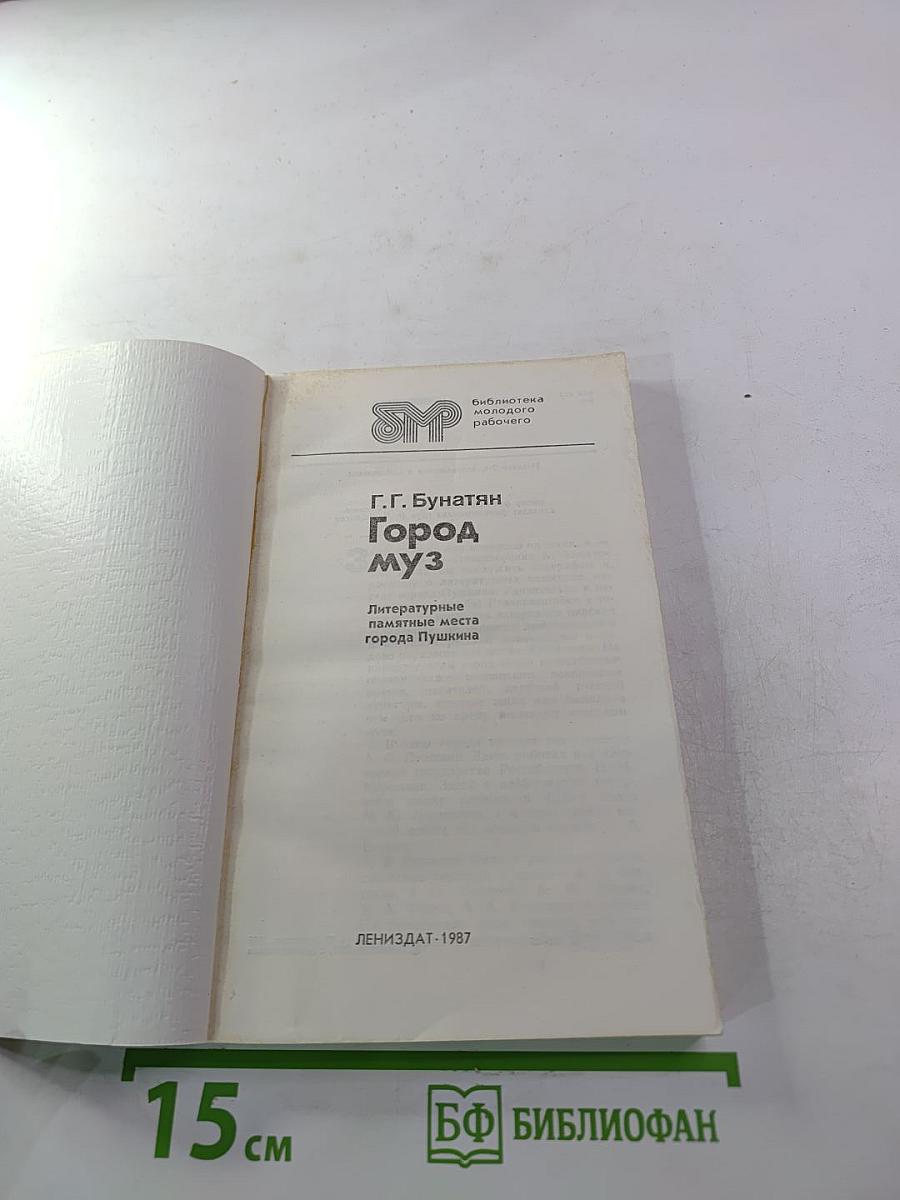 бмр
библиотека
молодого
рабочего
Г.Г. Бунатян
Город
муз
Литературные
памятные места
города Пушкина
ЛЕНИЗДАТ · 1987
15 см
БФ БИБЛИОФАН